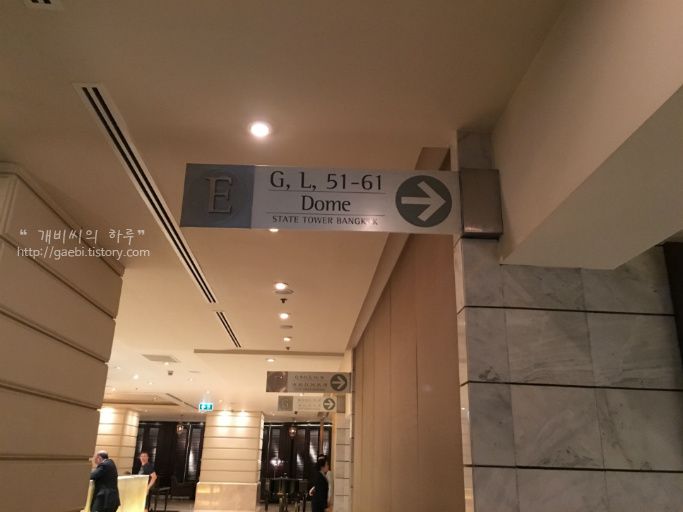 E
G, L, 51-61
Dome
STATE TOWER BANGKOK
“ 개비씨의 하루”
http://gaebi.tistory.com